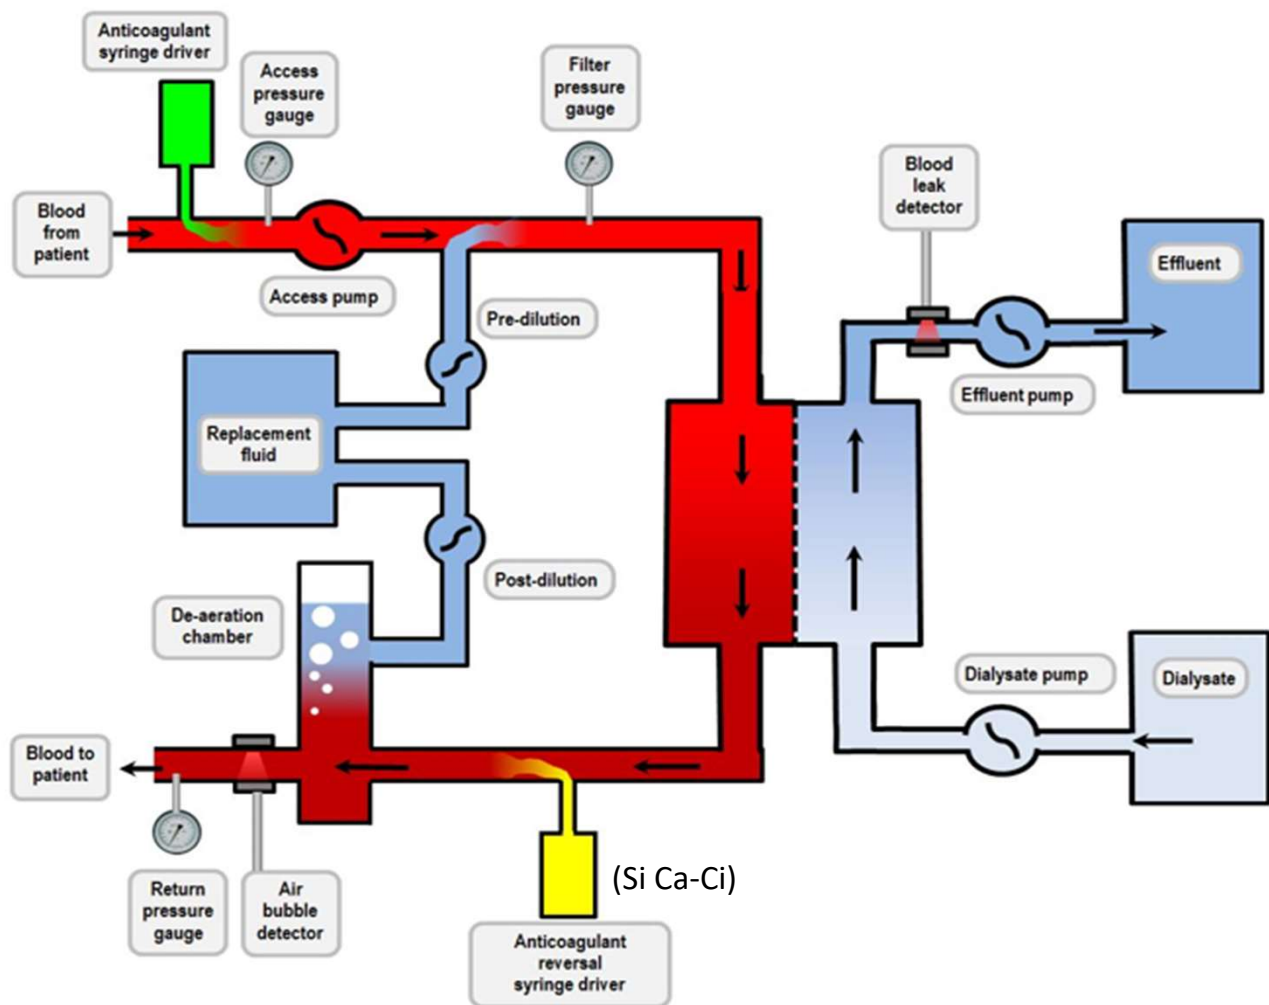 Anticoagulant
syringe driver
Access
pressure
gauge
Filter
pressure
gauge
Blood
leak
detector
Blood
from
patient
Effluent
Access pump
Pre-dilution
Effluent pump
Replacement
fluid
Post-dilution
De-aeration
chamber
Dialysate pump
Dialysate
Blood to
patient
(Si Ca-Ci)
Return
pressure
gauge
Air
bubble
detector
Anticoagulant
reversal
syringe driver